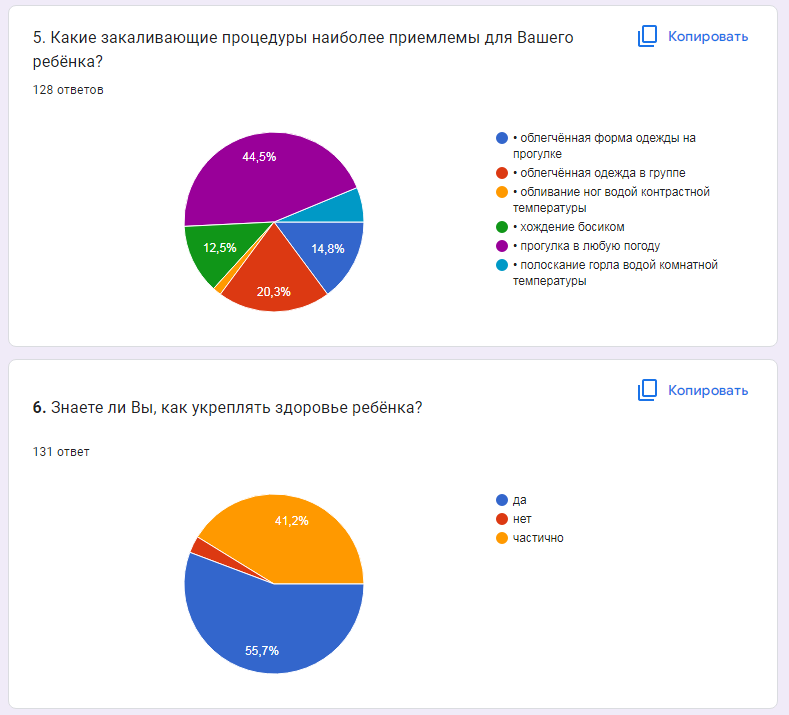 5. Какие закаливающие процедуры наиболее приемлемы для Вашего
ребёнка?
Копировать
128 ответов
44,5%
12,5%
20,3%
14,8%
• облегчённая форма одежды на
прогулке
• облегчённая одежда в группе
• обливание ног водой контрастной
температуры
• хождение босиком
• прогулка в любую погоду
• полоскание горла водой комнатной
температуры
Копировать
6. Знаете ли Вы, как укреплять здоровье ребёнка?
131 ответ
41,2%
55,7%
да
нет
частично